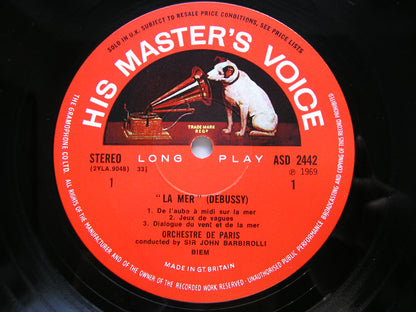 SOLD IN U.K. SUBJECT TO RESALE PRICE CONDITIONS, SEE PRICE LISTS
HIS MASTER'S VOICE
TRADE MARK
REGD
STEREO LONG PLAY ASD 2442
(2YLA.9048) 33⅓ ℗ 1969
1 1
"LA MER" (DEBUSSY)
1. De l'aube à midi sur la mer
2. Jeux de vagues
3. Dialogue du vent et de la mer
ORCHESTRE DE PARIS
conducted by SIR JOHN BARBIROLLI
BIEM
MADE IN GT. BRITAIN
THE GRAMOPHONE CO. LTD.
ALL RIGHTS OF THE MANUFACTURER AND OF THE OWNER OF THE RECORDED WORK RESERVED · UNAUTHORISED PUBLIC PERFORMANCE BROADCASTING AND COPYING OF THIS RECORD PROHIBITED